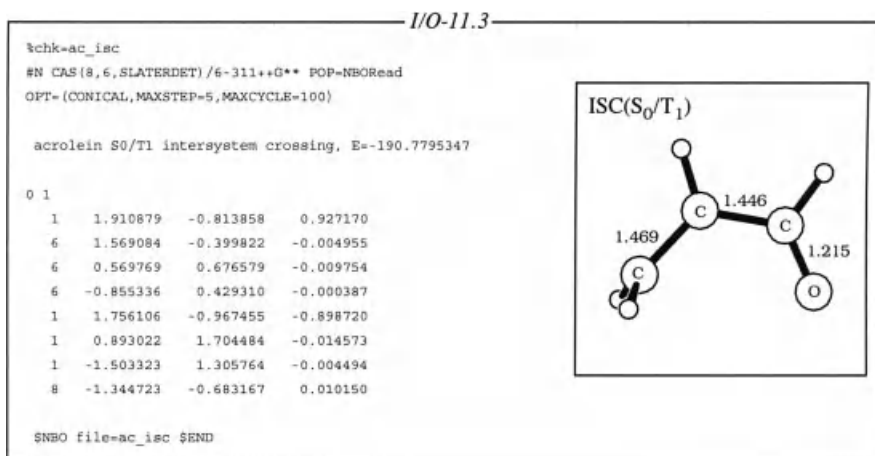 I/O-11.3
%chk=ac_isc
#N CAS(8,6,SLATERDET)/6-311++G** POP=NBORead
OPT=(CONICAL,MAXSTEP=5,MAXCYCLE=100)
acrolein S0/T1 intersystem crossing, E=-190.7795347
0 1
1 1.910879 -0.813858 0.927170
6 1.569084 -0.399822 -0.004955
6 0.569769 0.676579 -0.009754
6 -0.855336 0.429310 -0.000387
1 1.756106 -0.967455 -0.898720
1 0.893022 1.704484 -0.014573
1 -1.503323 1.305764 -0.004494
8 -1.344723 -0.683167 0.010150
$NBO file=ac_isc $END
ISC(S₀/T₁)
1.446
C
C
1.469
1.215
C
O